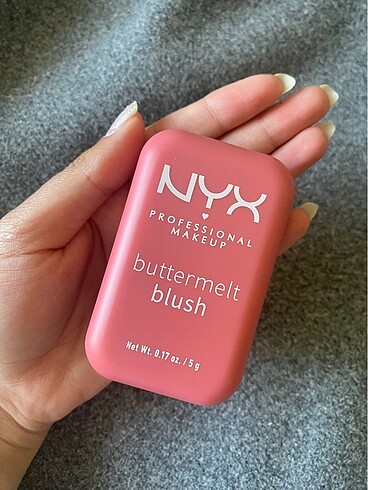 NYX
PROFESSIONAL
MAKEUP
buttermelt
blush
Net Wt. 0.17 oz. / 5 g